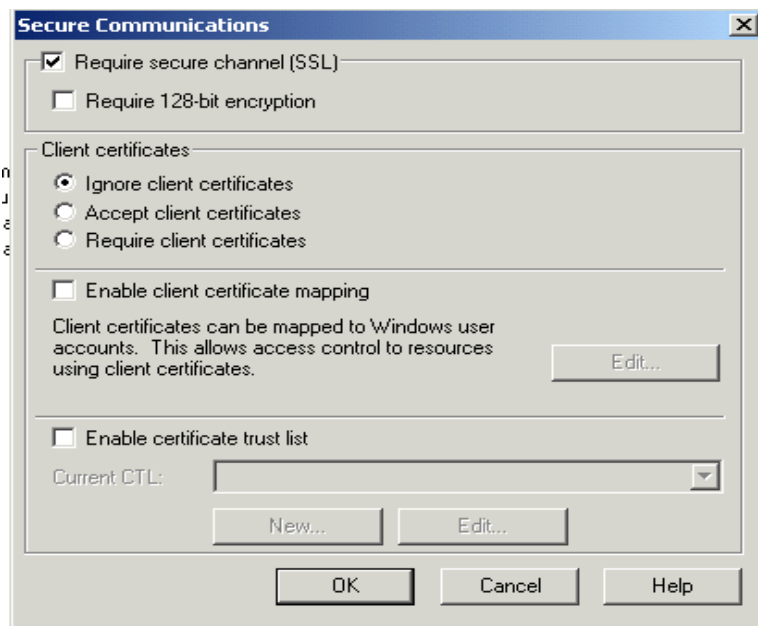 Secure Communications
Require secure channel (SSL)
Require 128-bit encryption
Client certificates
Ignore client certificates
Accept client certificates
Require client certificates
Enable client certificate mapping
Client certificates can be mapped to Windows user
accounts. This allows access control to resources
using client certificates.
Edit...
Enable certificate trust list
Current CTL:
New...
Edit...
OK
Cancel
Help